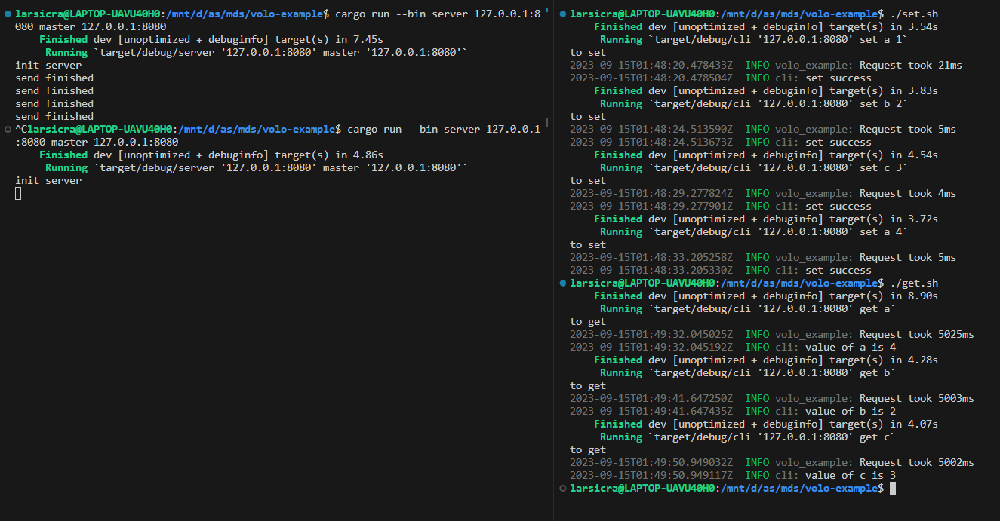 larsicra@LAPTOP-UAVU40H0:/mnt/d/as/mds/volo-example$ cargo run --bin server 127.0.0.1:8
080 master 127.0.0.1:8080
Finished dev [unoptimized + debuginfo] target(s) in 7.45s
Running `target/debug/server '127.0.0.1:8080' master '127.0.0.1:8080'`
init server
send finished
send finished
send finished
send finished
^Clarsicra@LAPTOP-UAVU40H0:/mnt/d/as/mds/volo-example$ cargo run --bin server 127.0.0.1
:8080 master 127.0.0.1:8080
Finished dev [unoptimized + debuginfo] target(s) in 4.86s
Running `target/debug/server '127.0.0.1:8080' master '127.0.0.1:8080'`
init server
larsicra@LAPTOP-UAVU40H0:/mnt/d/as/mds/volo-example$ ./set.sh
Finished dev [unoptimized + debuginfo] target(s) in 3.54s
Running `target/debug/cli '127.0.0.1:8080' set a 1`
to set
2023-09-15T01:48:20.478433Z INFO volo_example: Request took 21ms
2023-09-15T01:48:20.478504Z INFO cli: set success
Finished dev [unoptimized + debuginfo] target(s) in 3.83s
Running `target/debug/cli '127.0.0.1:8080' set b 2`
to set
2023-09-15T01:48:24.513590Z INFO volo_example: Request took 5ms
2023-09-15T01:48:24.513673Z INFO cli: set success
Finished dev [unoptimized + debuginfo] target(s) in 4.54s
Running `target/debug/cli '127.0.0.1:8080' set c 3`
to set
2023-09-15T01:48:29.277824Z INFO volo_example: Request took 4ms
2023-09-15T01:48:29.277901Z INFO cli: set success
Finished dev [unoptimized + debuginfo] target(s) in 3.72s
Running `target/debug/cli '127.0.0.1:8080' set a 4`
to set
2023-09-15T01:48:33.205258Z INFO volo_example: Request took 5ms
2023-09-15T01:48:33.205330Z INFO cli: set success
larsicra@LAPTOP-UAVU40H0:/mnt/d/as/mds/volo-example$ ./get.sh
Finished dev [unoptimized + debuginfo] target(s) in 8.90s
Running `target/debug/cli '127.0.0.1:8080' get a`
to get
2023-09-15T01:49:32.045025Z INFO volo_example: Request took 5025ms
2023-09-15T01:49:32.045192Z INFO cli: value of a is 4
Finished dev [unoptimized + debuginfo] target(s) in 4.28s
Running `target/debug/cli '127.0.0.1:8080' get b`
to get
2023-09-15T01:49:41.647250Z INFO volo_example: Request took 5003ms
2023-09-15T01:49:41.647435Z INFO cli: value of b is 2
Finished dev [unoptimized + debuginfo] target(s) in 4.07s
Running `target/debug/cli '127.0.0.1:8080' get c`
to get
2023-09-15T01:49:50.949032Z INFO volo_example: Request took 5002ms
2023-09-15T01:49:50.949117Z INFO cli: value of c is 3
larsicra@LAPTOP-UAVU40H0:/mnt/d/as/mds/volo-example$